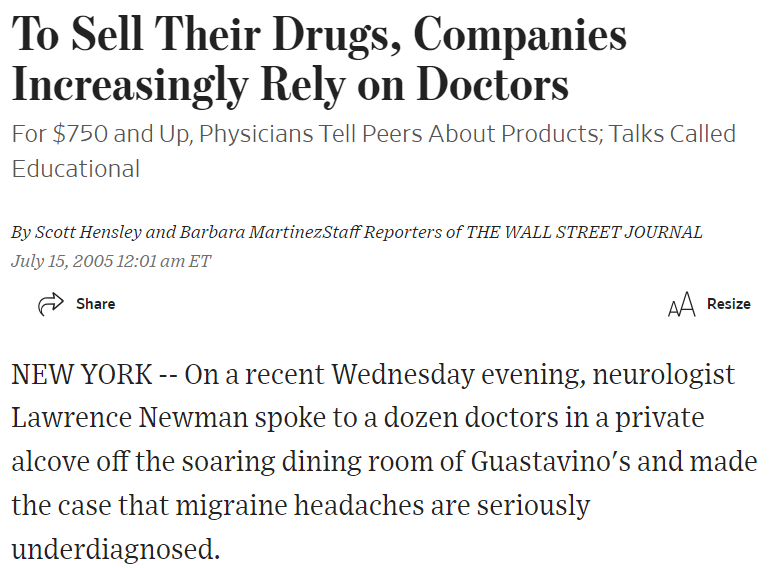 To Sell Their Drugs, Companies
Increasingly Rely on Doctors
For $750 and Up, Physicians Tell Peers About Products; Talks Called
Educational
By Scott Hensley and Barbara MartinezStaff Reporters of THE WALL STREET JOURNAL
July 15, 2005 12:01 am ET
Share
AA Resize
NEW YORK -- On a recent Wednesday evening, neurologist
Lawrence Newman spoke to a dozen doctors in a private
alcove off the soaring dining room of Guastavino's and made
the case that migraine headaches are seriously
underdiagnosed.